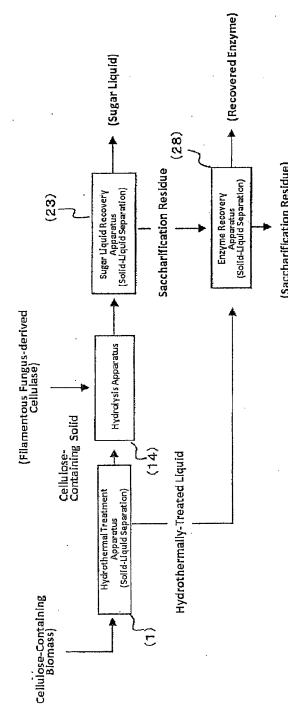 (Filamentous Fungus-derived
Cellulase)
Cellulose-Containing
Biomass)
Cellulose-
Containing Solid
Hydrothermal Treatment
Apparatus
(Solid-Liquid Separation)
(1)
Hydrolysis Apparatus
(14)
(23)
Sugar Liquid Recovery
Apparatus
(Solid-Liquid Separation)
(Sugar Liquid)
Saccharification Residue
Hydrothermally-Treated Liquid
(28)
Enzyme Recovery
Apparatus
(Solid-Liquid Separation)
(Recovered Enzyme)
(Saccharification Residue)